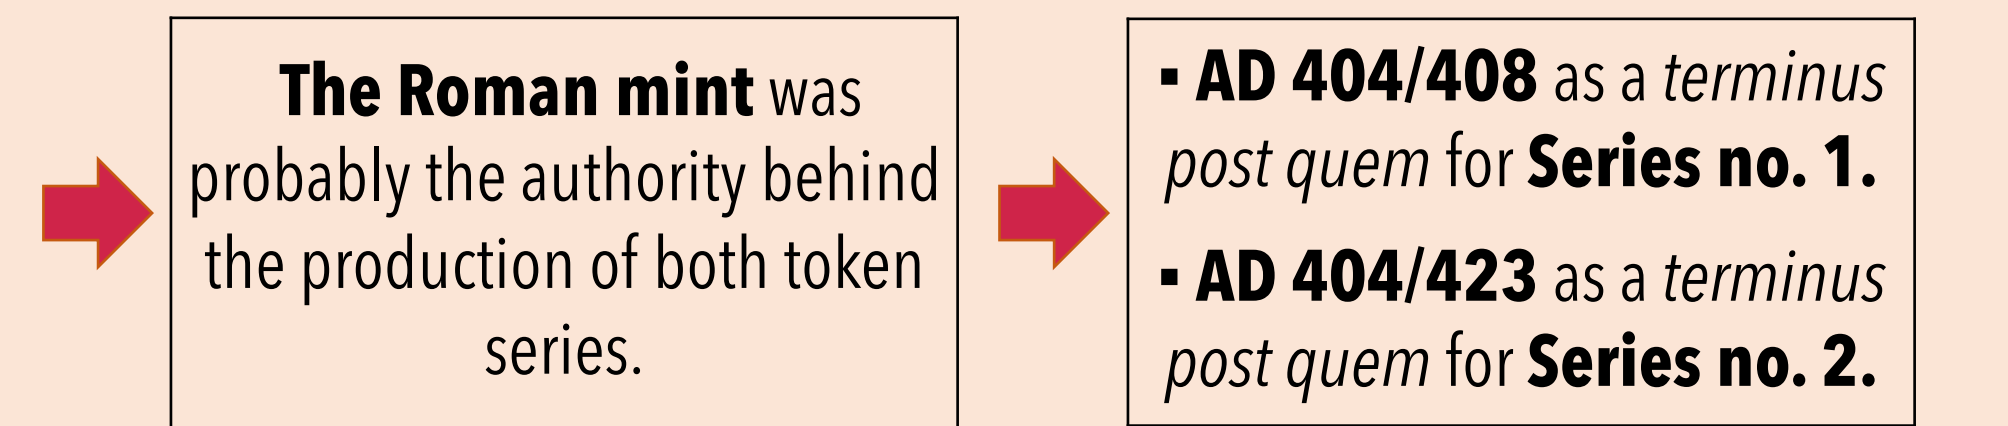 The Roman mint was
probably the authority behind
the production of both token
series.
▪ AD 404/408 as a terminus
post quem for Series no. 1.
▪ AD 404/423 as a terminus
post quem for Series no. 2.